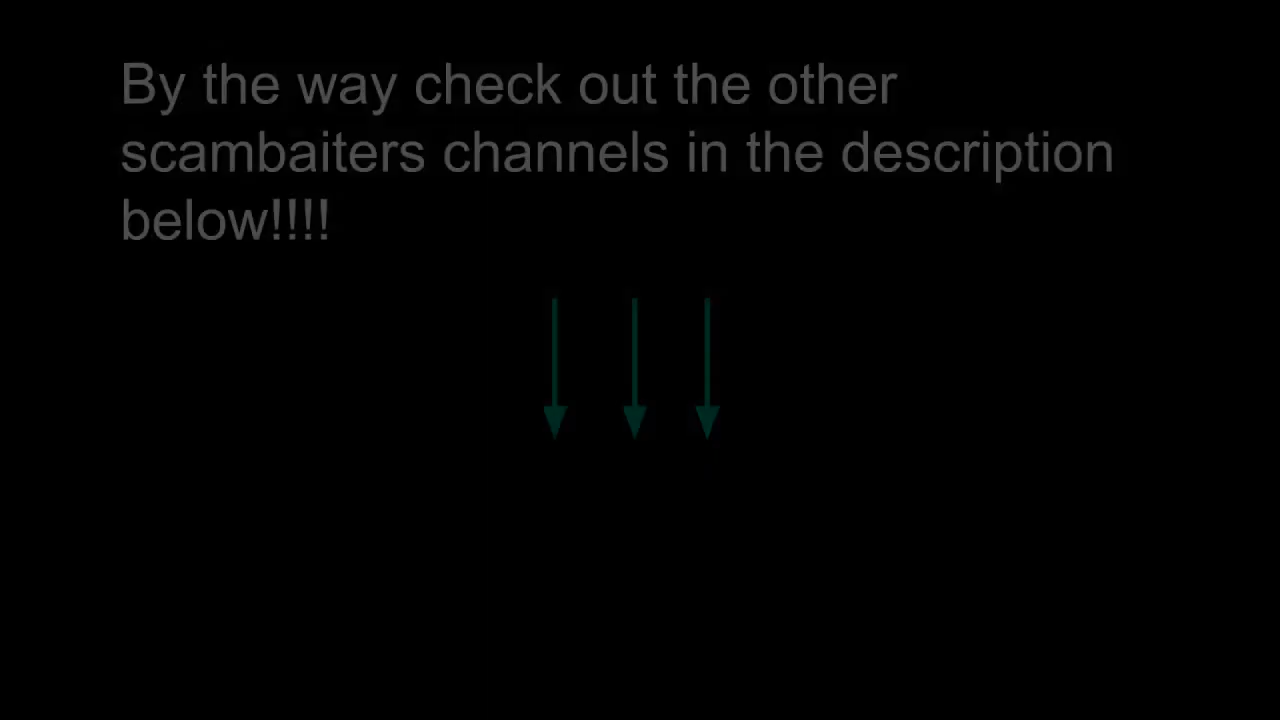 By the way check out the other
scambaiters channels in the description
below!!!!